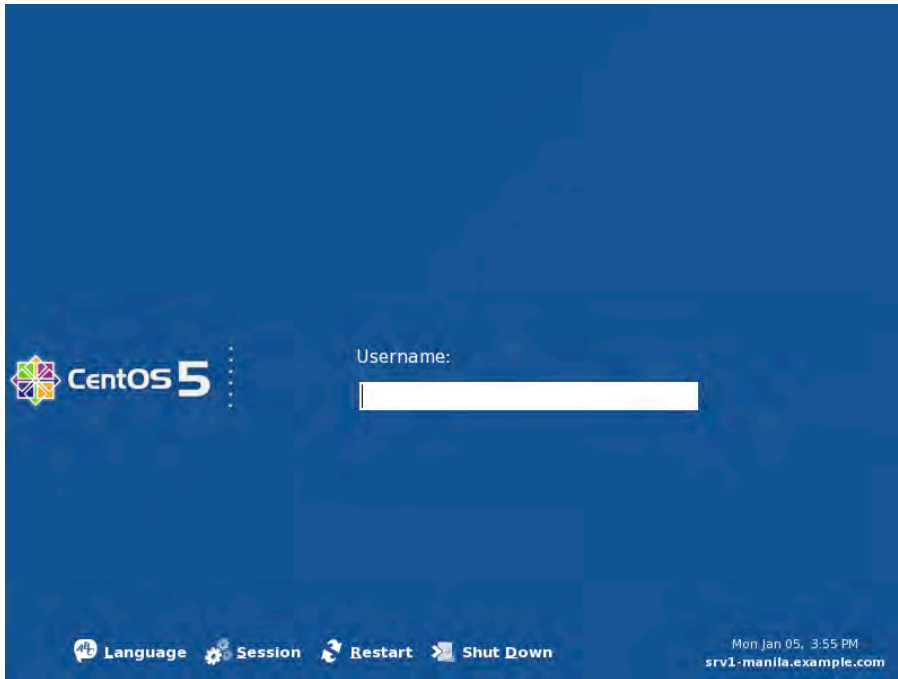 Username:
CentOS 5
Language Session Restart Shut Down
Mon Jan 05, 3:55 PM
srv1-manila.example.com